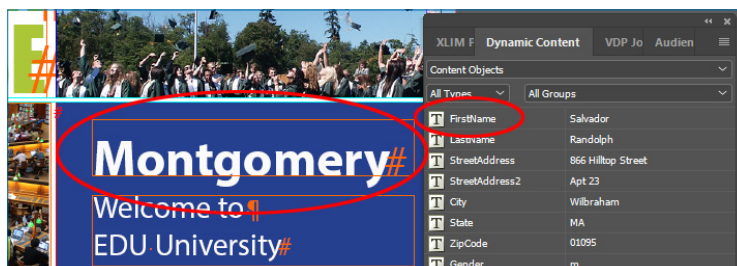 E#
#
Montgomery#
Welcome to ¶
EDU·University#
XLIM F Dynamic Content VDP Jo Audien
Content Objects
All Types All Groups
T FirstName Salvador
T LastName Randolph
T StreetAddress 866 Hilltop Street
T StreetAddress2 Apt 23
T City Wilbraham
T State MA
T ZipCode 01095
T Gender m